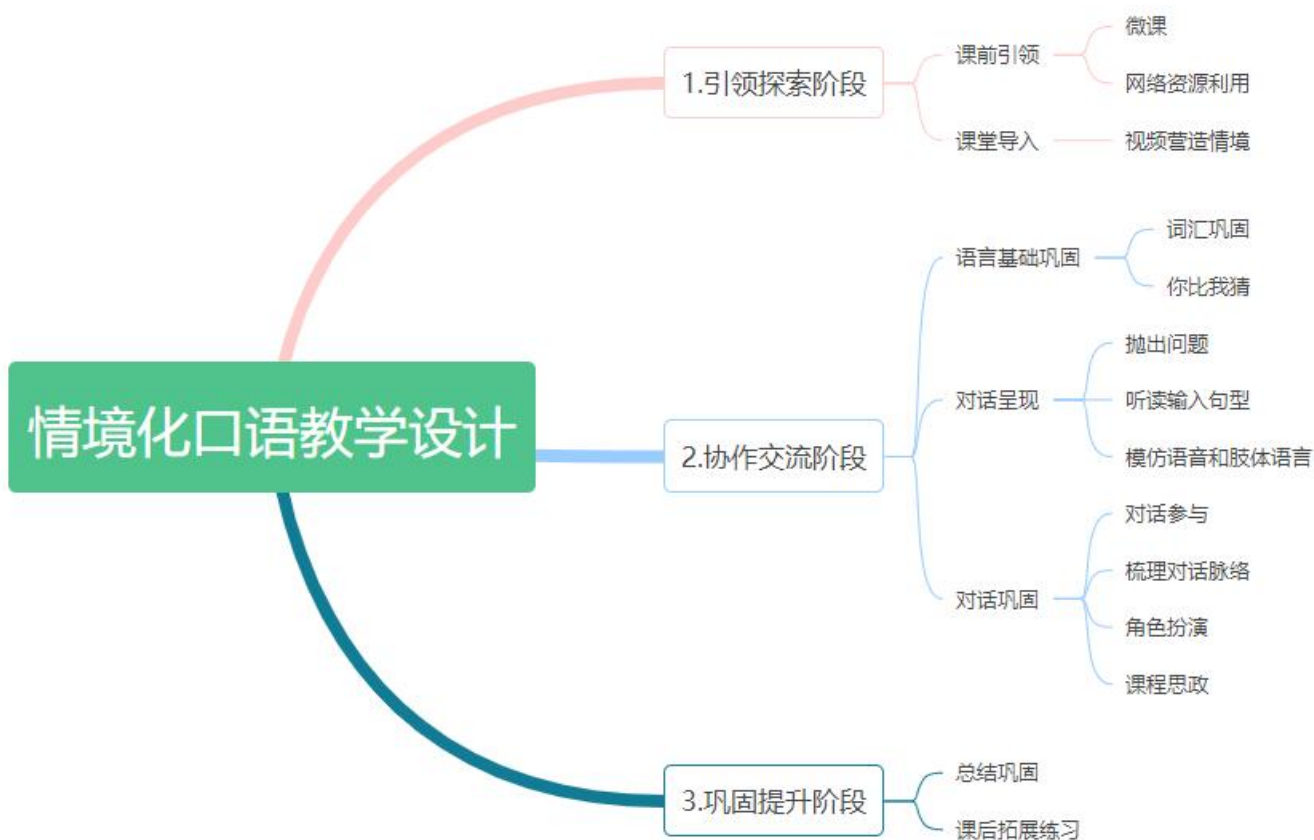 情境化口语教学设计
1.引领探索阶段
课前引领
微课
网络资源利用
课堂导入
视频营造情境
2.协作交流阶段
语言基础巩固
词汇巩固
你比我猜
对话呈现
抛出问题
听读输入句型
模仿语音和肢体语言
对话巩固
对话参与
梳理对话脉络
角色扮演
课程思政
3.巩固提升阶段
总结巩固
课后拓展练习